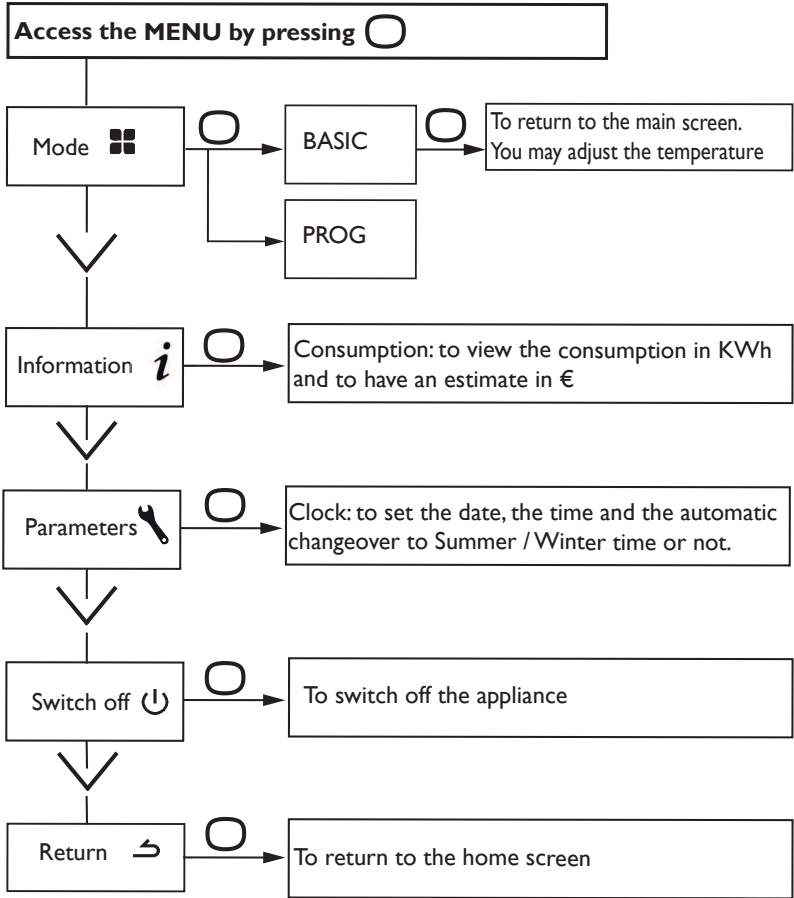 Access the MENU by pressing
Mode
BASIC
To return to the main screen.
You may adjust the temperature
PROG
Information i
Consumption: to view the consumption in KWh
and to have an estimate in €
Parameters
Clock: to set the date, the time and the automatic
changeover to Summer / Winter time or not.
Switch off
To switch off the appliance
Return
To return to the home screen